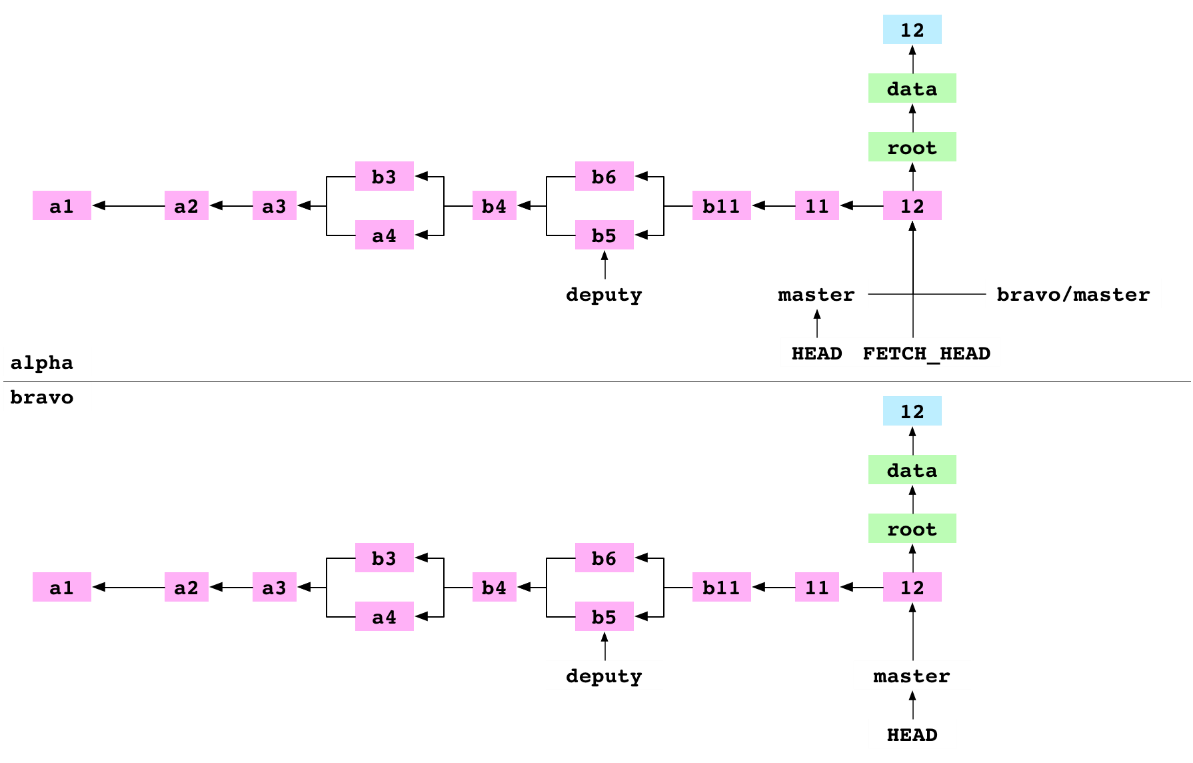 12
data
root
b3 b6
a1 a2 a3 b4 b11 11 12
a4 b5
deputy master bravo/master
HEAD FETCH_HEAD
alpha
bravo
12
data
root
b3 b6
a1 a2 a3 b4 b11 11 12
a4 b5
deputy master
HEAD